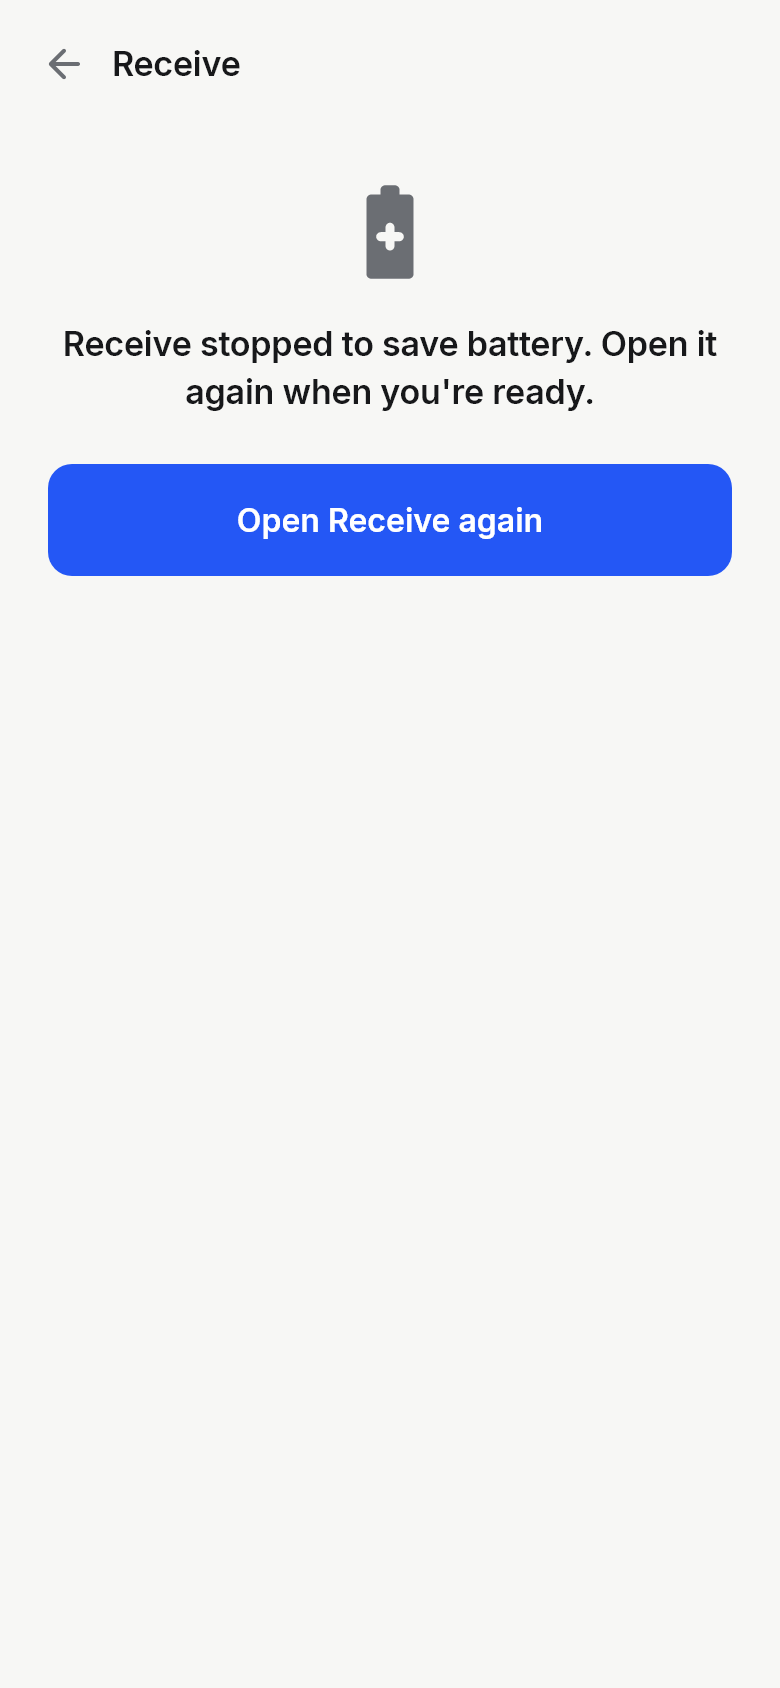 Receive
Receive stopped to save battery. Open it
again when you're ready.
Open Receive again